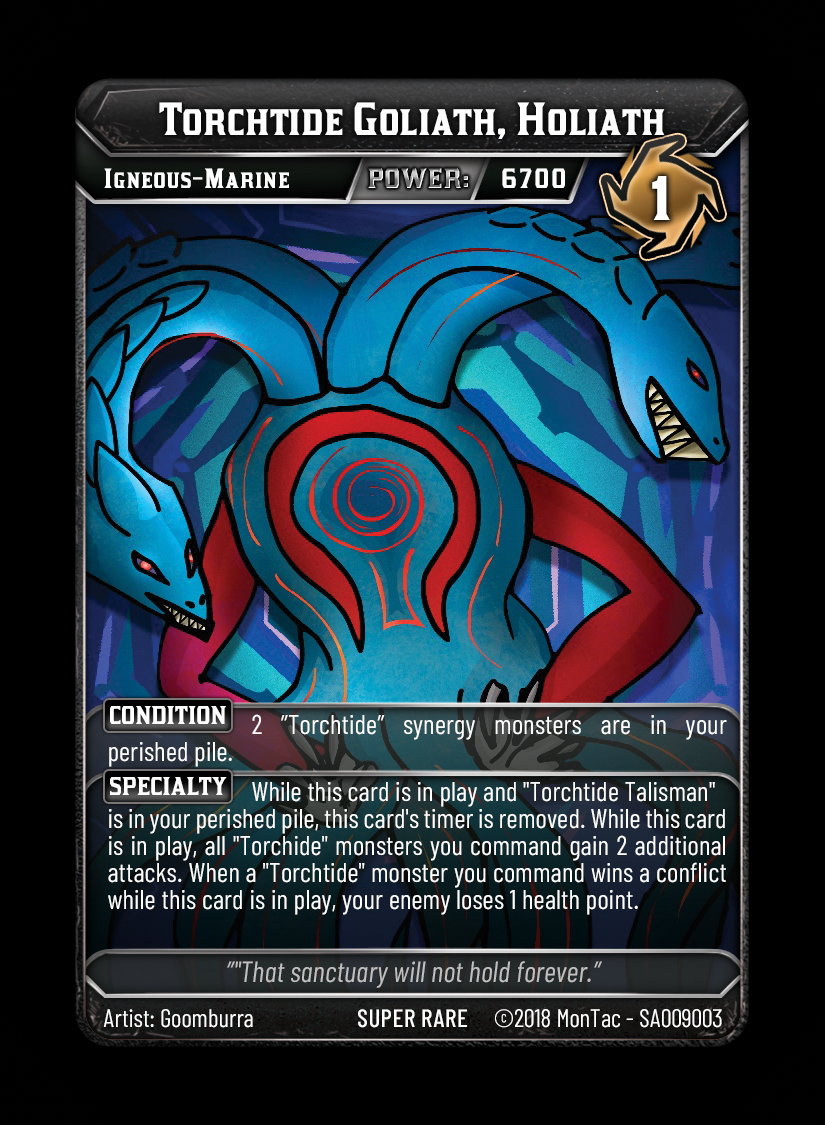 Torchtide Goliath, Holiath
Igneous-Marine
POWER:
6700
1
CONDITION 2 "Torchtide" synergy monsters are in your
perished pile.
SPECIALTY While this card is in play and "Torchtide Talisman"
is in your perished pile, this card's timer is removed. While this card
is in play, all "Torchide" monsters you command gain 2 additional
attacks. When a "Torchtide" monster you command wins a conflict
while this card is in play, your enemy loses 1 health point.
""That sanctuary will not hold forever."
Artist: Goomburra
SUPER RARE
©2018 MonTac - SA009003